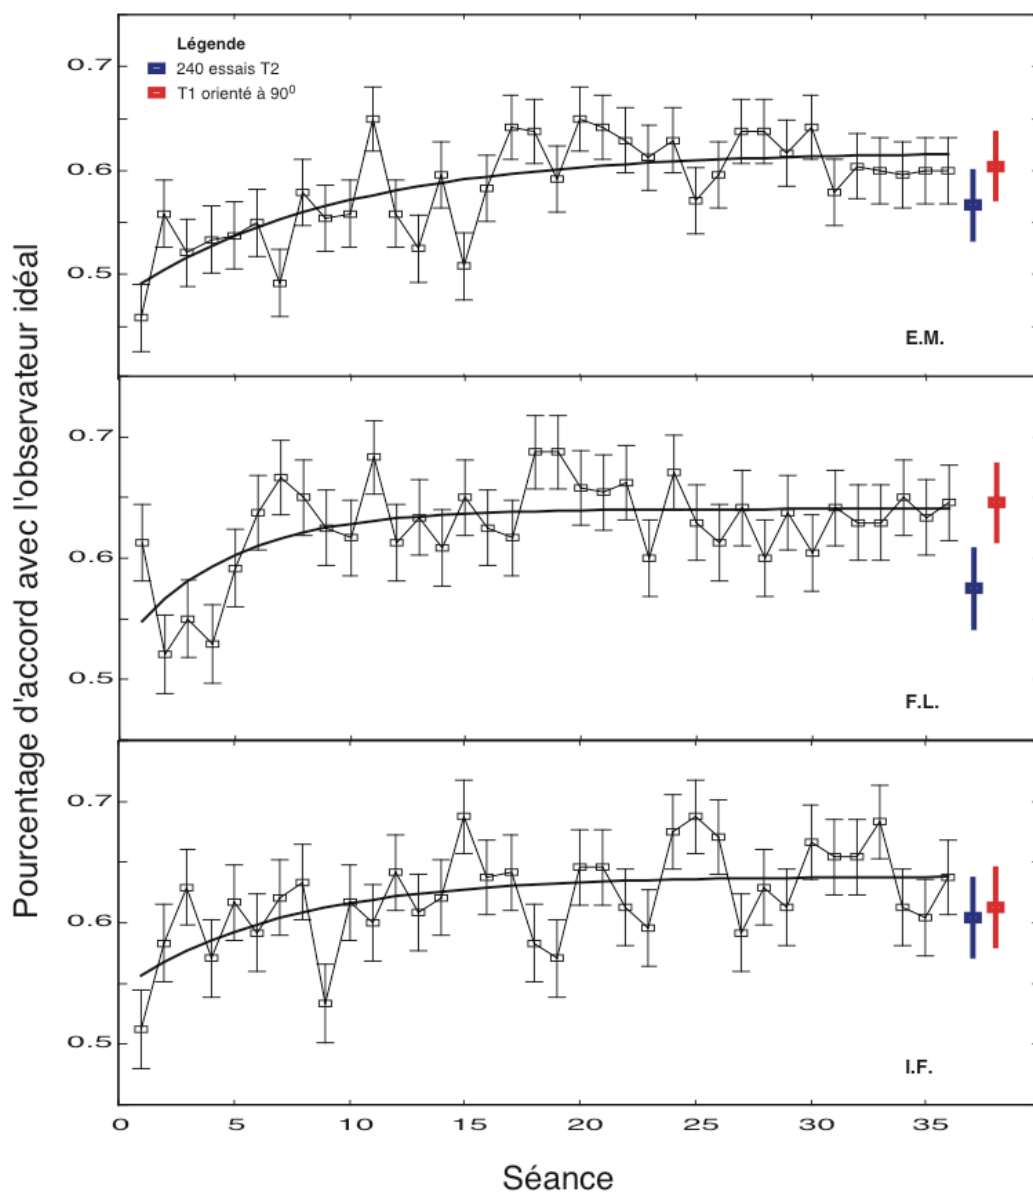 Légende
240 essais T2
T1 orienté à 90⁰
0.7
0.6
0.5
E.M.
0.7
0.6
0.5
F.L.
0.7
0.6
0.5
I.F.
0 5 10 15 20 25 30 35
Séance
Pourcentage d'accord avec l'observateur idéal